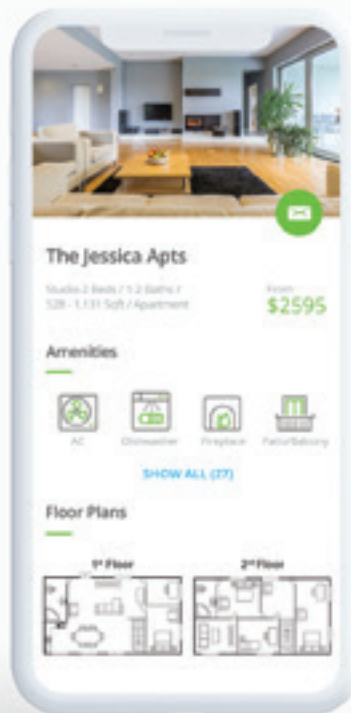 The Jessica Apts
Studio-2 Beds / 1-2 Baths /
528 - 1,131 Sqft / Apartment
From
$2595
Amenities
AC
Dishwasher
Fireplace
Patio/Balcony
SHOW ALL (27)
Floor Plans
1st Floor
2nd Floor